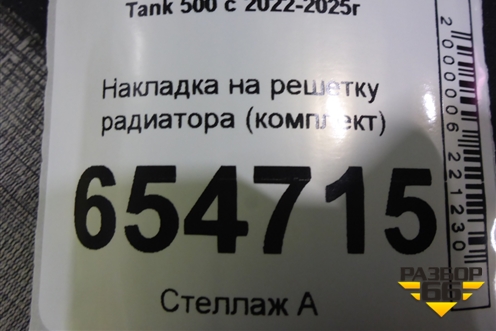 Tank 500 с 2022-2025г
Накладка на решетку
радиатора (комплект)
654715
Стеллаж А
2000006221230
РАЗБОР
66